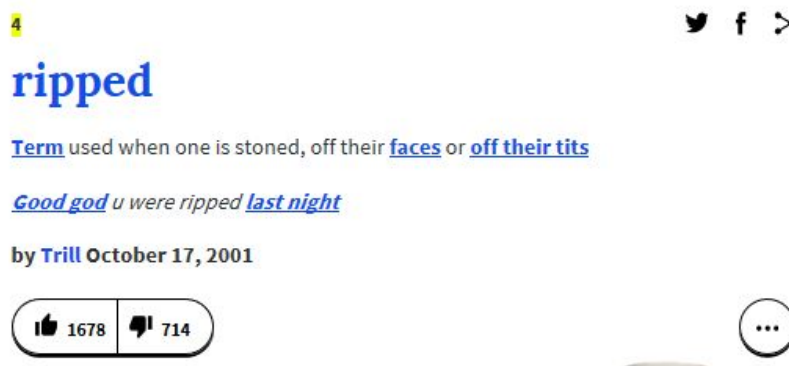 4
ripped
Term used when one is stoned, off their faces or off their tits
Good god u were ripped last night
by Trill October 17, 2001
1678 714